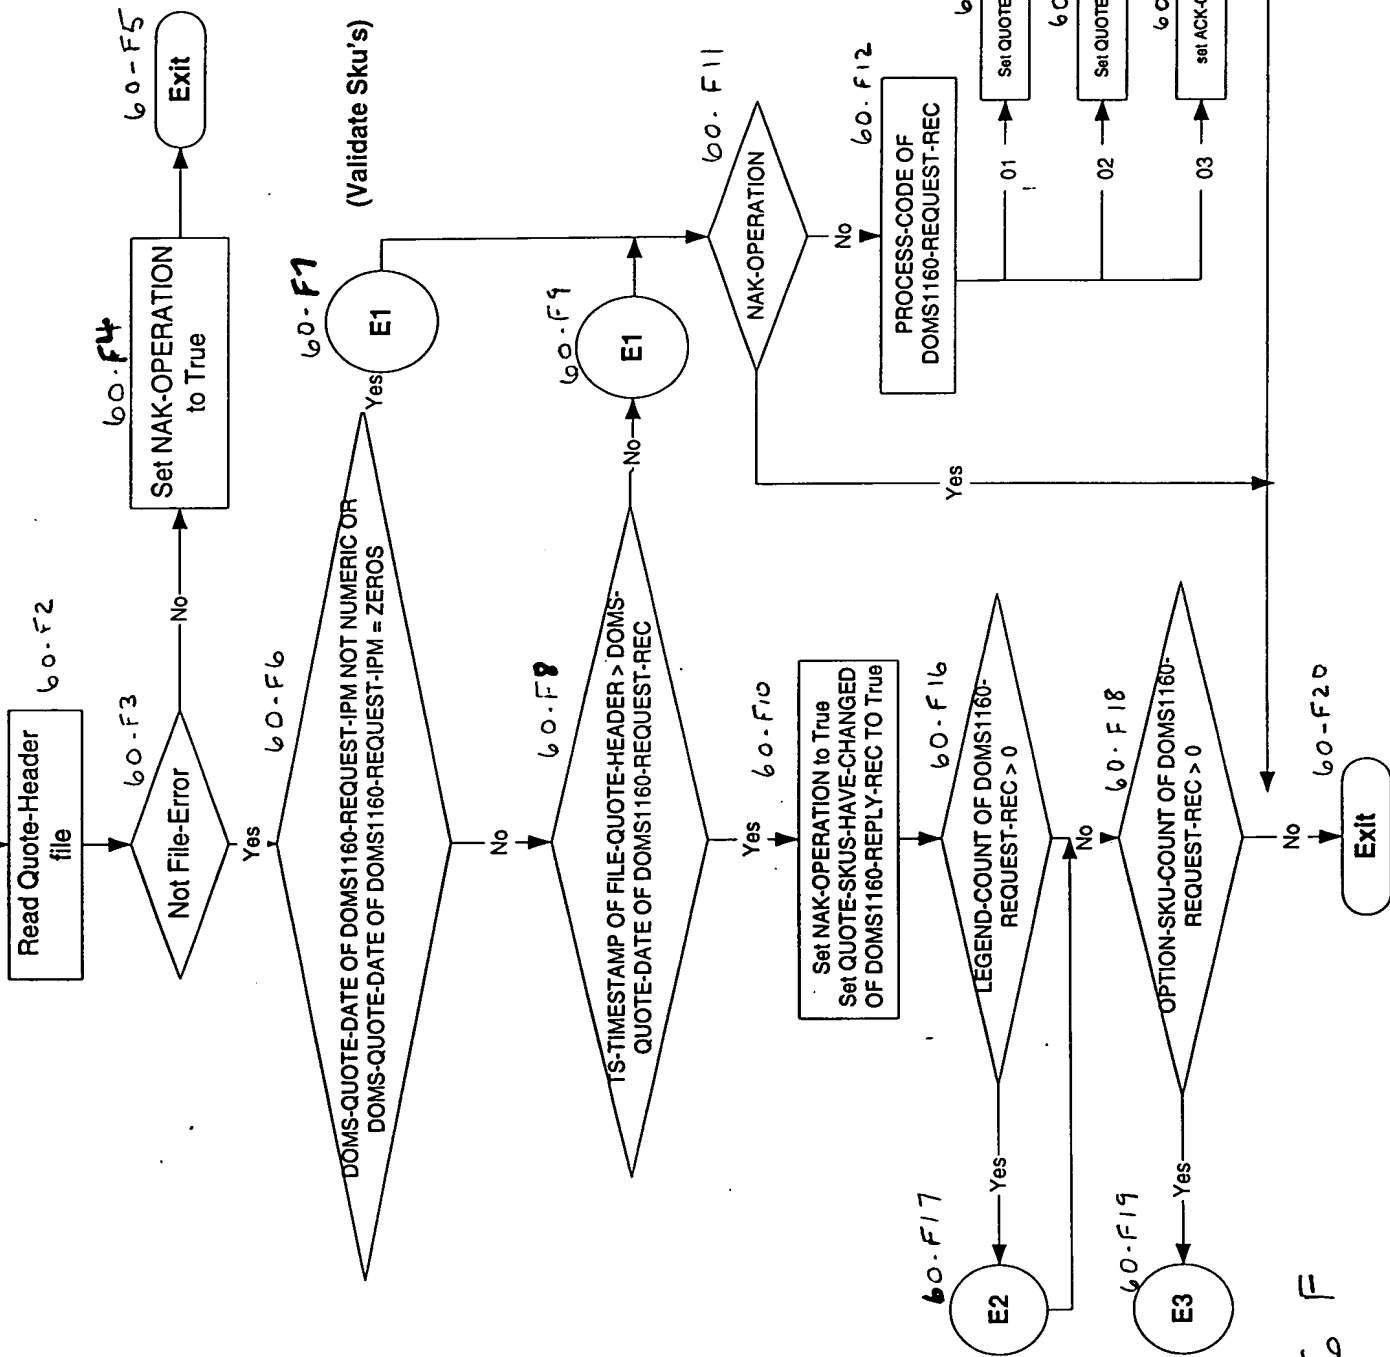 Read Quote-Header
file
60-F2
60-F3
Not File-Error
No
Yes
60-F4
Set NAK-OPERATION
to True
60-F5
Exit
60-F6
DOMS-QUOTE-DATE OF DOMS1160-REQUEST-IPM NOT NUMERIC OR
DOMS-QUOTE-DATE OF DOMS1160-REQUEST-IPM = ZEROS
Yes
No
60-F7
E1
(Validate Sku's)
60-F8
TS-TIMESTAMP OF FILE-QUOTE-HEADER > DOMS-
QUOTE-DATE OF DOMS1160-REQUEST-REC
No
Yes
60-F9
E1
60-F10
Set NAK-OPERATION to True
Set QUOTE-SKUS-HAVE-CHANGED
OF DOMS1160-REPLY-REC TO True
60-F11
NAK-OPERATION
No
Yes
60-F12
PROCESS-CODE OF
DOMS1160-REQUEST-REC
01
02
03
Set QUOTE
Set QUOTE
set ACK-
60-F16
LEGEND-COUNT OF DOMS1160-
REQUEST-REC > 0
Yes
No
60-F17
E2
60-F18
OPTION-SKU-COUNT OF DOMS1160-
REQUEST-REC > 0
Yes
No
60-F19
E3
60-F20
Exit
F